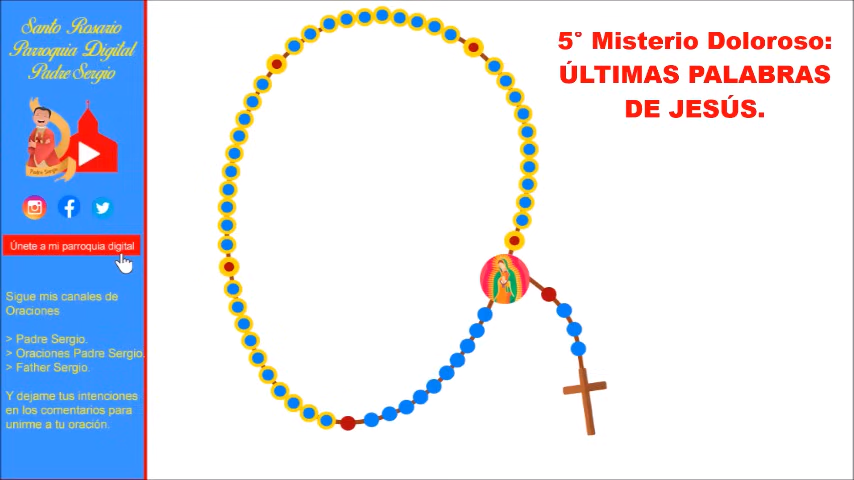 Santo Rosario
Parroquia Digital
Padre Sergio
Padre Sergio
Únete a mi parroquia digital
Sigue mis canales de
Oraciones
> Padre Sergio.
> Oraciones Padre Sergio.
> Father Sergio.
Y dejame tus intenciones
en los comentarios para
unirme a tu oración.
5° Misterio Doloroso:
ÚLTIMAS PALABRAS
DE JESÚS.